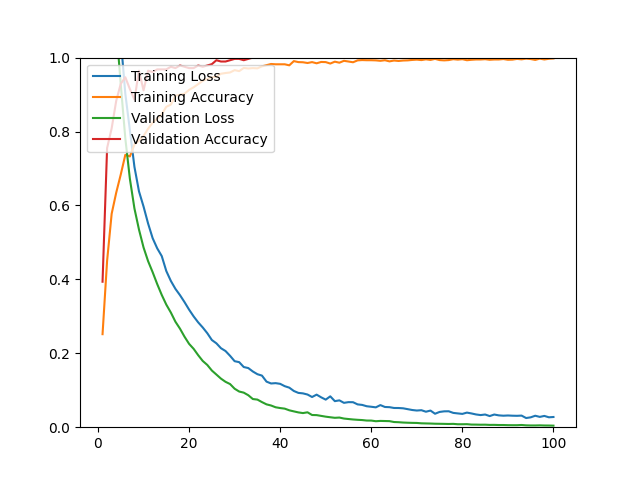 1.0
0.8
0.6
0.4
0.2
0.0
0 20 40 60 80 100
Training Loss
Training Accuracy
Validation Loss
Validation Accuracy